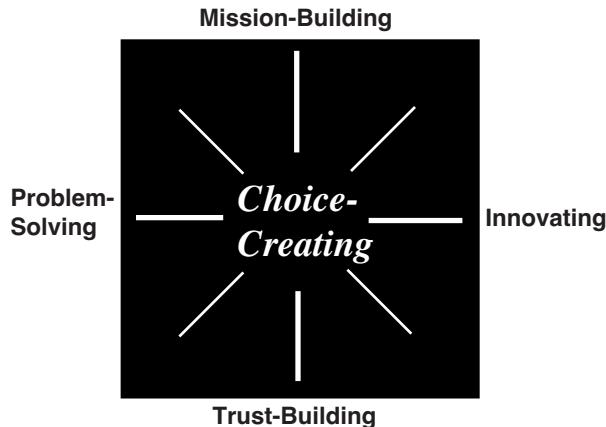 Mission-Building
Problem-
Solving
Choice-
Creating
Innovating
Trust-Building